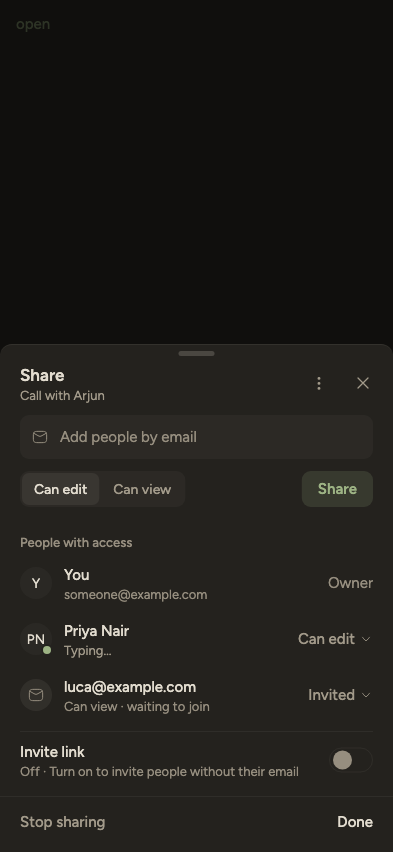 open
Share
Call with Arjun
Add people by email
Can edit
Can view
Share
People with access
Y
You
someone@example.com
Owner
PN
Priya Nair
Typing...
Can edit
luca@example.com
Can view · waiting to join
Invited
Invite link
Off · Turn on to invite people without their email
Stop sharing
Done